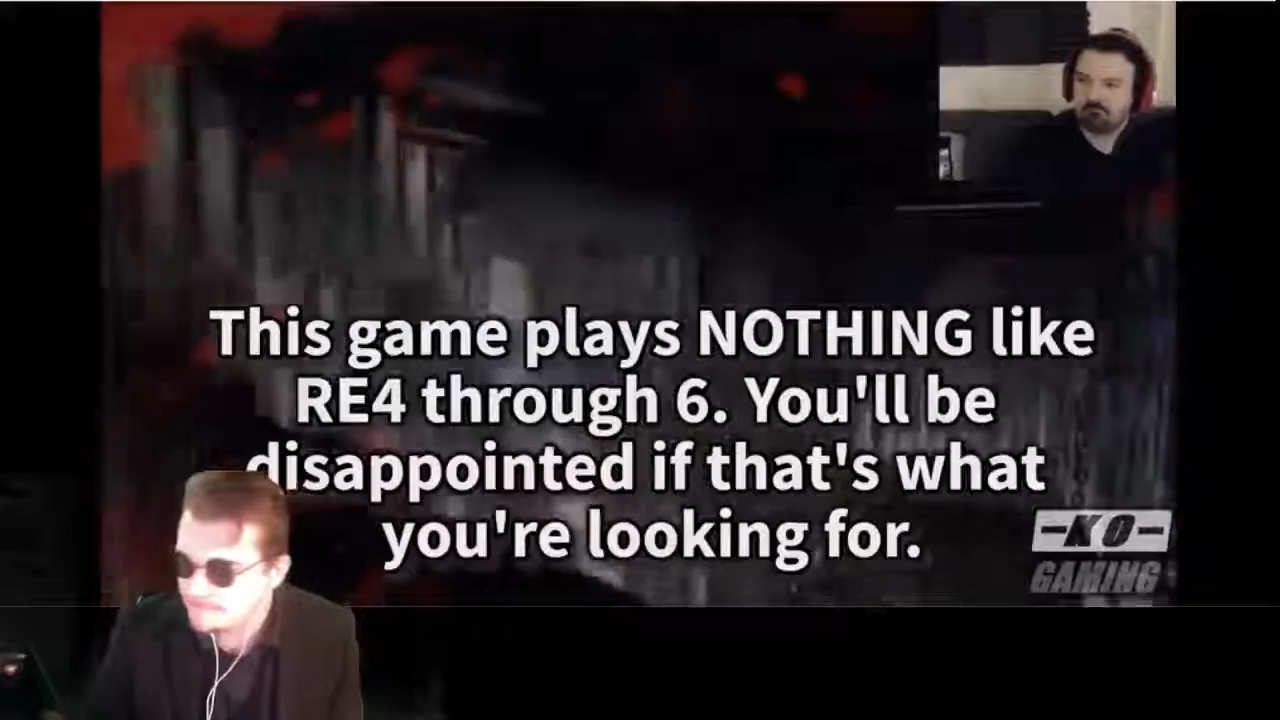 This game plays NOTHING like
RE4 through 6. You'll be
disappointed if that's what
you're looking for.
-KO-
GAMING